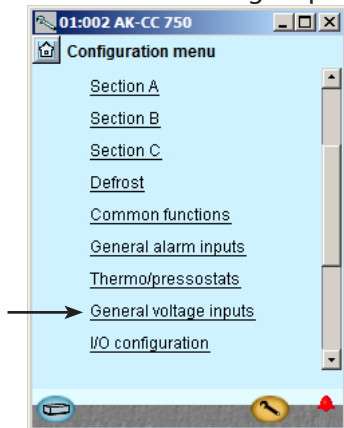 01:002 AK-CC 750
Configuration menu
Section A
Section B
Section C
Defrost
Common functions
General alarm inputs
Thermo/pressostats
General voltage inputs
I/O configuration